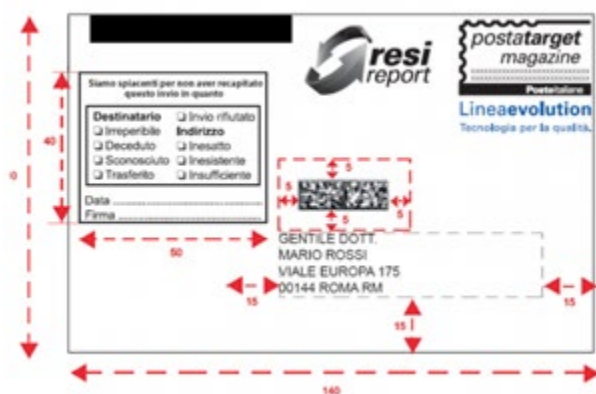 resi
report
postatarget
magazine
Posteitaliane
Lineaevolution
Tecnologia per la qualità.
Siamo spiacenti per non aver recapitato
questo invio in quanto
Destinatario ❑ Invio rifiutato
❑ Irreperibile Indirizzo
❑ Deceduto ❑ Inesatto
❑ Sconosciuto ❑ Inesistente
❑ Trasferito ❑ Insufficiente
Data
Firma
40
5
5 5
5
50
GENTILE DOTT.
MARIO ROSSI
VIALE EUROPA 175
00144 ROMA RM
15 15
15
140